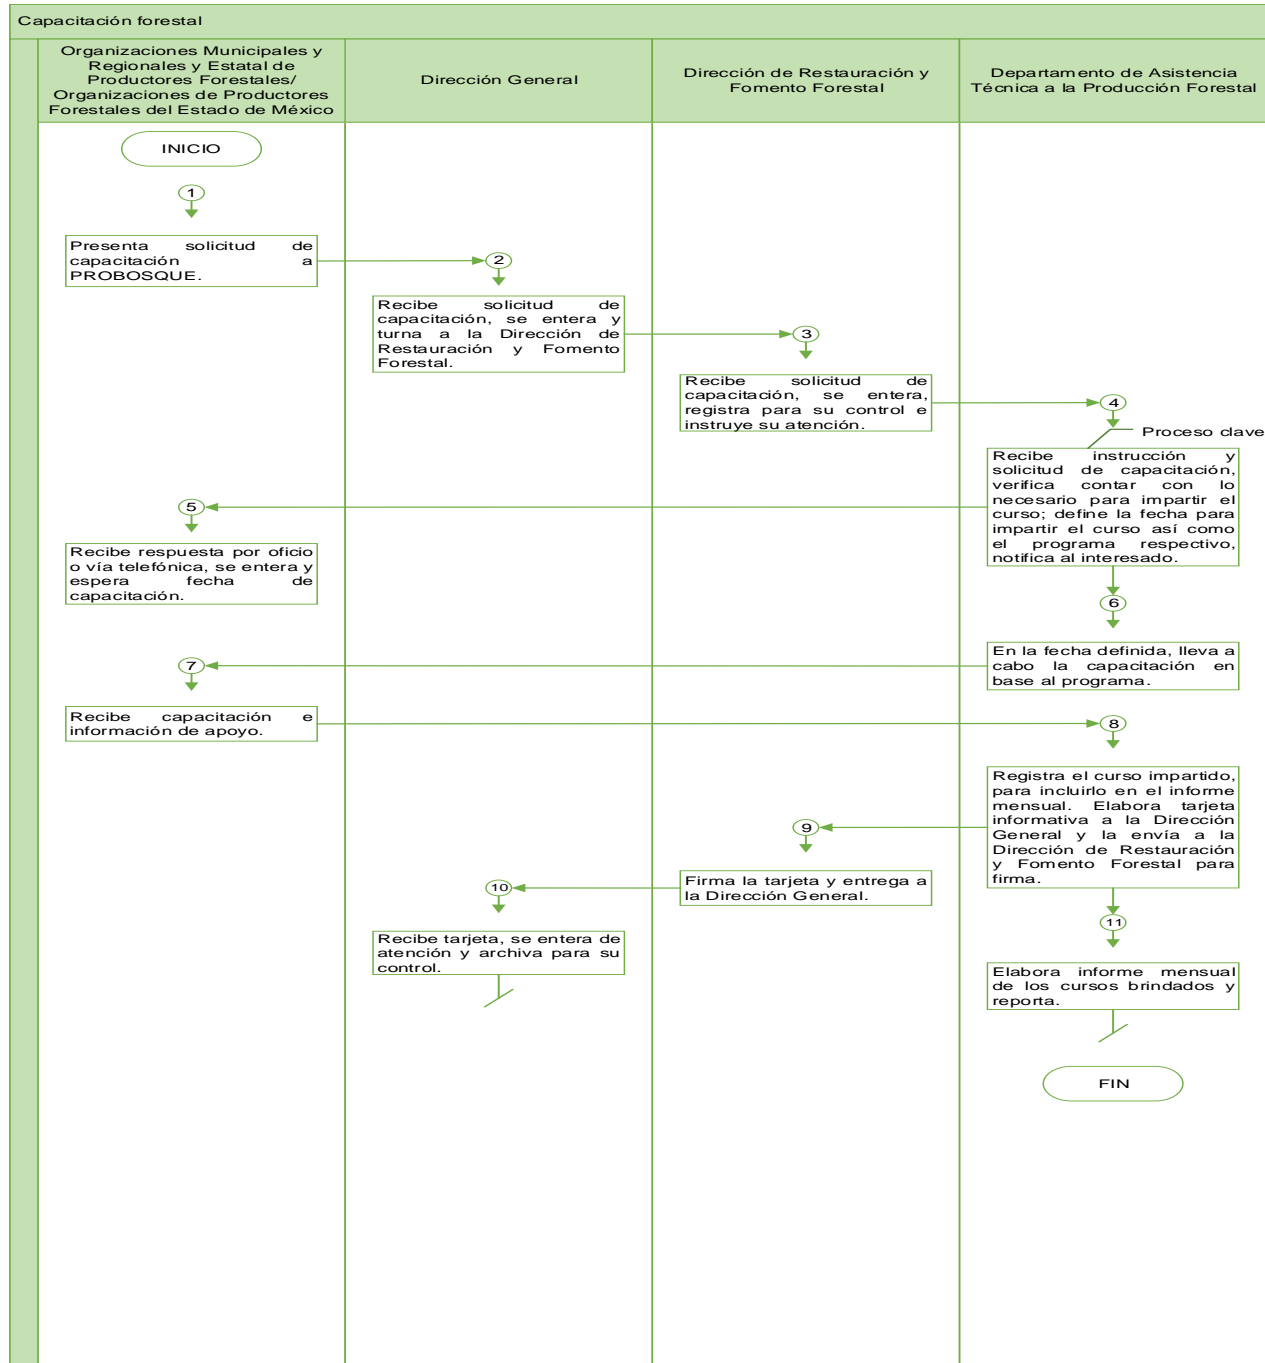 Capacitación forestal
Organizaciones Municipales y
Regionales y Estatal de
Productores Forestales/
Organizaciones de Productores
Forestales del Estado de México
Dirección General
Dirección de Restauración y
Fomento Forestal
Departamento de Asistencia
Técnica a la Producción Forestal
INICIO
1
Presenta solicitud de
capacitación a
PROBOSQUE.
2
Recibe solicitud de
capacitación, se entera y
turna a la Dirección de
Restauración y Fomento
Forestal.
3
Recibe solicitud de
capacitación, se entera,
registra para su control e
instruye su atención.
4
Proceso clave
Recibe instrucción y
solicitud de capacitación,
verifica contar con lo
necesario para impartir el
curso; define la fecha para
impartir el curso así como
el programa respectivo,
notifica al interesado.
5
Recibe respuesta por oficio
o vía telefónica, se entera y
espera fecha de
capacitación.
6
En la fecha definida, lleva a
cabo la capacitación en
base al programa.
7
Recibe capacitación e
información de apoyo.
8
Registra el curso impartido,
para incluirlo en el informe
mensual. Elabora tarjeta
informativa a la Dirección
General y la envía a la
Dirección de Restauración
y Fomento Forestal para
firma.
9
Firma la tarjeta y entrega a
la Dirección General.
10
Recibe tarjeta, se entera de
atención y archiva para su
control.
11
Elabora informe mensual
de los cursos brindados y
reporta.
FIN